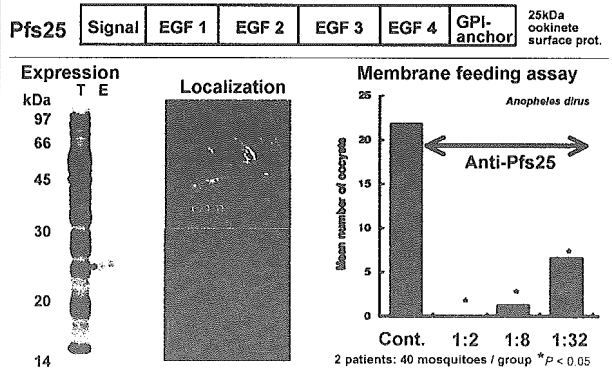 Pfs25
Signal EGF 1 EGF 2 EGF 3 EGF 4 GPI-anchor
25kDa
ookinete
surface prot.
Expression
T E
kDa
97
66
45
30
20
14
Localization
Membrane feeding assay
Anopheles dirus
Mean number of oocysts
25
20
15
10
5
0
Anti-Pfs25
*
*
*
Cont. 1:2 1:8 1:32
2 patients: 40 mosquitoes / group *P < 0.05